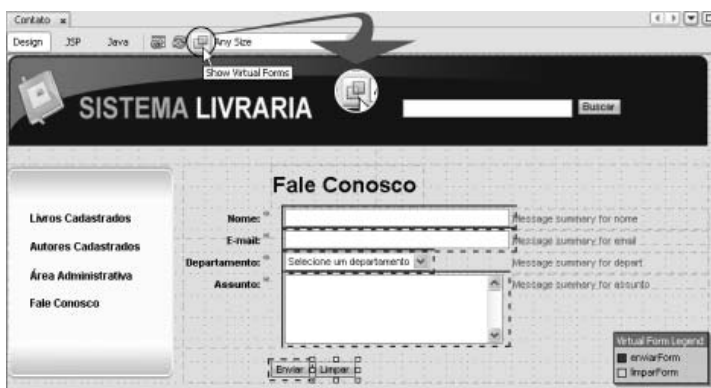 Contato
Design JSP Java Any Size
Show Virtual Forms
SISTEMA LIVRARIA
Buscar
Fale Conosco
Livros Cadastrados
Autores Cadastrados
Área Administrativa
Fale Conosco
Nome: * Message summary for nome
E-mail: * Message summary for email
Departamento: * Selecione um departamento Message summary for depart
Assunto: * Message summary for assunto
Enviar Limpar
Virtual Form Legend
enviarForm
limparForm